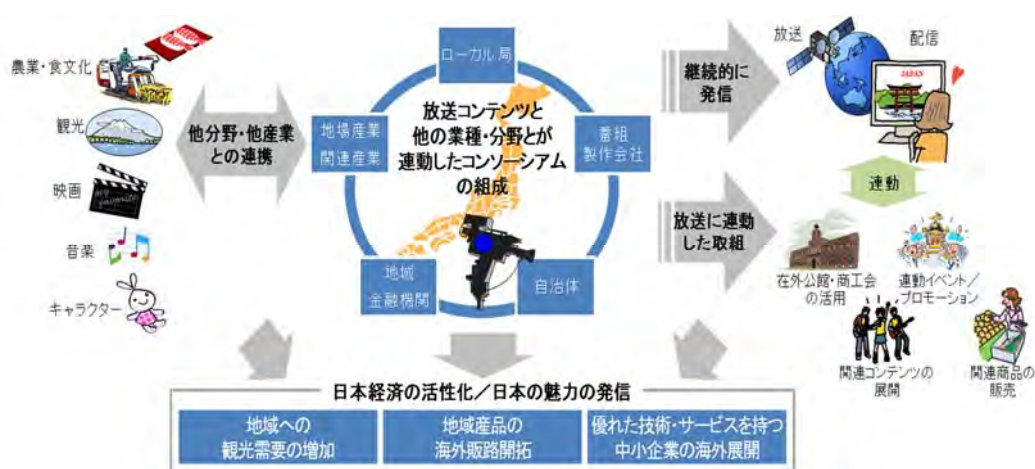 農業・食文化
観光
映画
音楽
キャラクター
他分野・他産業
との連携
ローカル局
放送コンテンツと
他の業種・分野とが
連動したコンソーシアム
の組成
地場産業
関連産業
番組
製作会社
地域
金融機関
自治体
継続的に
発信
放送に連動
した取組
放送
配信
JAPAN
連動
在外公館・商工会
の活用
連動イベント／
プロモーション
関連コンテンツの
展開
関連商品の
販売
日本経済の活性化／日本の魅力の発信
地域への
観光需要の増加
地域産品の
海外販路開拓
優れた技術・サービスを持つ
中小企業の海外展開